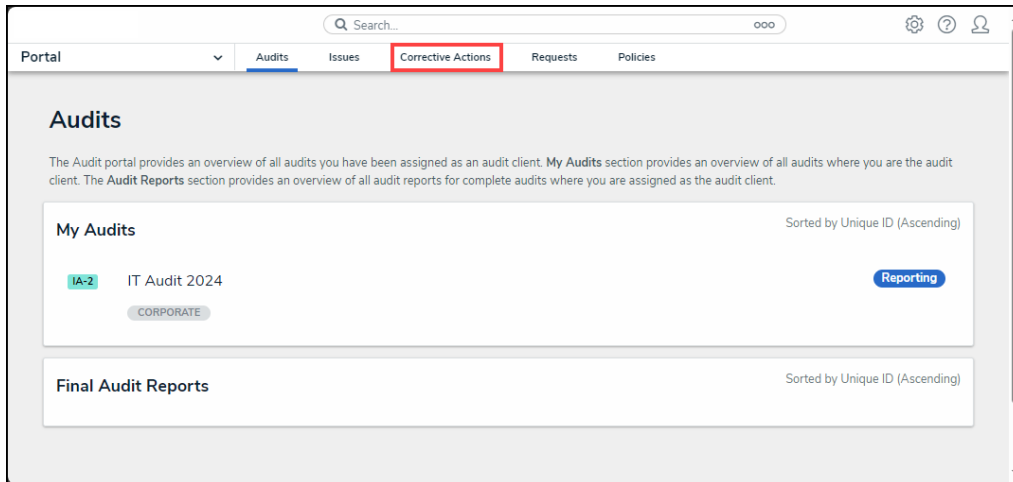 Search...
Portal
Audits
Issues
Corrective Actions
Requests
Policies
Audits
The Audit portal provides an overview of all audits you have been assigned as an audit client. My Audits section provides an overview of all audits where you are the audit
client. The Audit Reports section provides an overview of all audit reports for complete audits where you are assigned as the audit client.
My Audits
Sorted by Unique ID (Ascending)
IA-2
IT Audit 2024
Reporting
CORPORATE
Final Audit Reports
Sorted by Unique ID (Ascending)